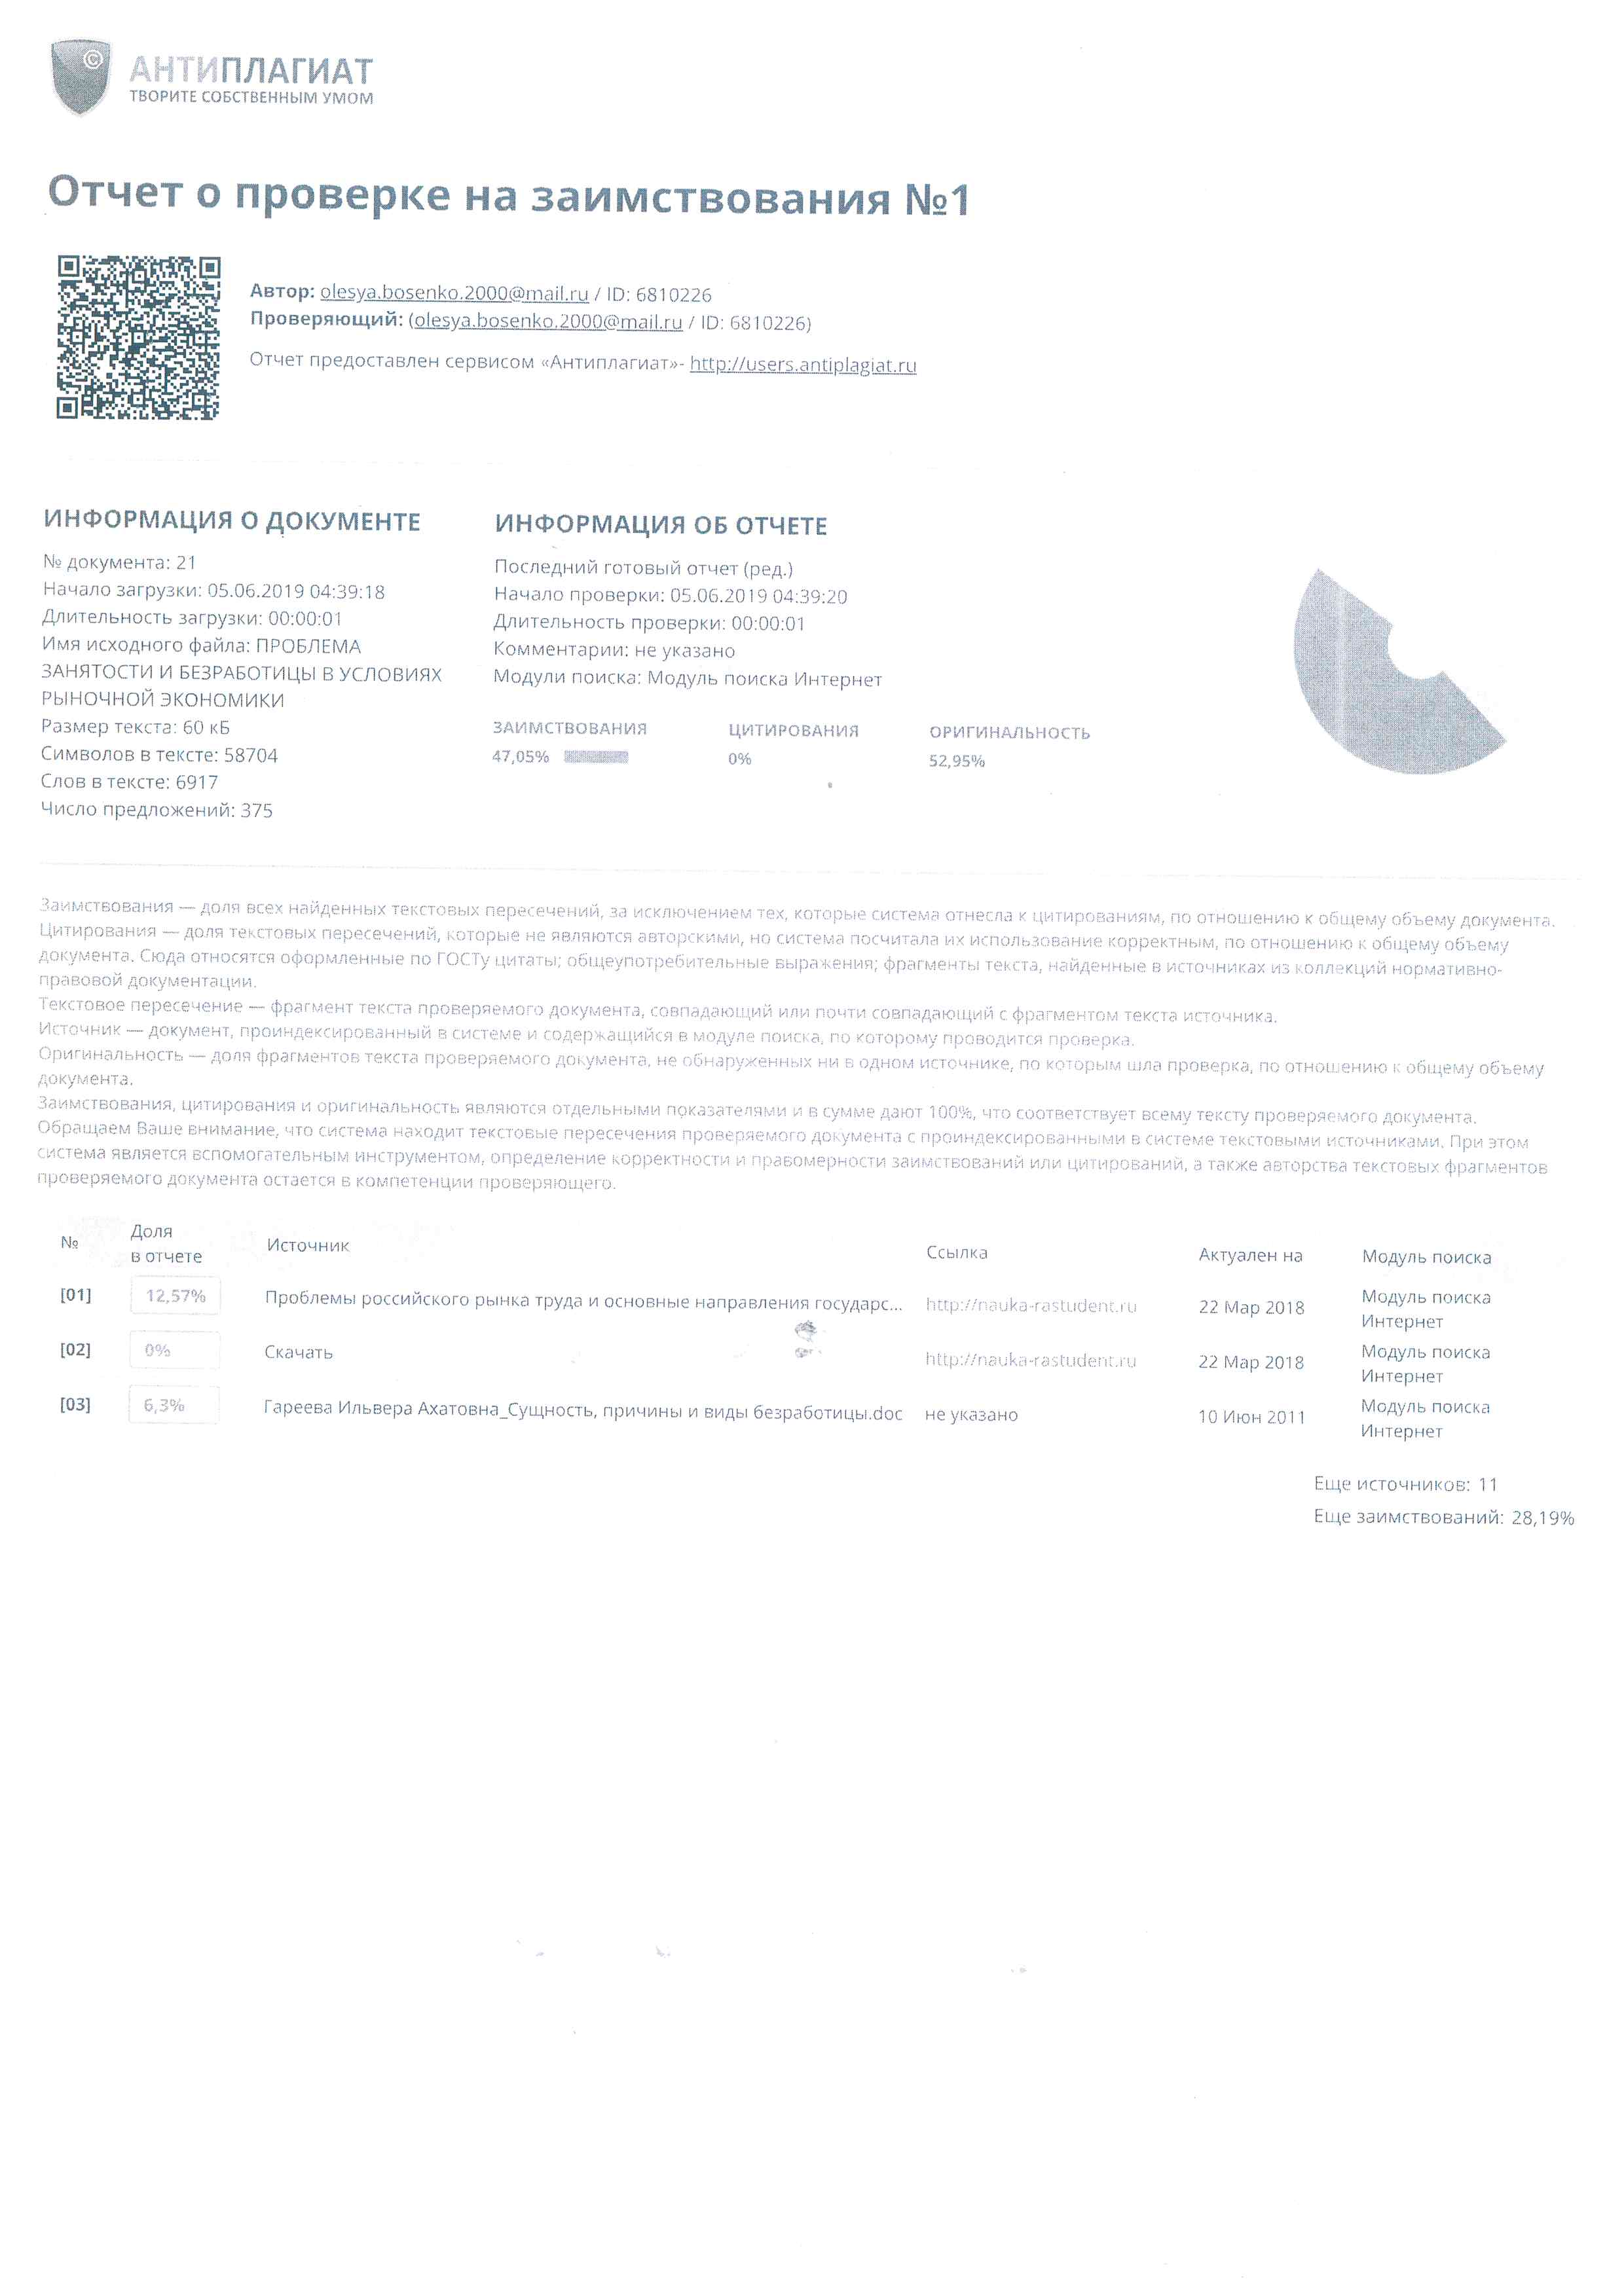 ©
АНТИПЛАГИАТ
ТВОРИТЕ СОБСТВЕННЫМ УМОМ
Отчет о проверке на заимствования №1
Автор: olesya.bosenko.2000@mail.ru / ID: 6810226
Проверяющий: (olesya.bosenko.2000@mail.ru / ID: 6810226)
Отчет предоставлен сервисом «Антиплагиат»- http://users.antiplagiat.ru
ИНФОРМАЦИЯ О ДОКУМЕНТЕ
№ документа: 21
Начало загрузки: 05.06.2019 04:39:18
Длительность загрузки: 00:00:01
Имя исходного файла: ПРОБЛЕМА
ЗАНЯТОСТИ И БЕЗРАБОТИЦЫ В УСЛОВИЯХ
РЫНОЧНОЙ ЭКОНОМИКИ
Размер текста: 60 кБ
Символов в тексте: 58704
Слов в тексте: 6917
Число предложений: 375
ИНФОРМАЦИЯ ОБ ОТЧЕТЕ
Последний готовый отчет (ред.)
Начало проверки: 05.06.2019 04:39:20
Длительность проверки: 00:00:01
Комментарии: не указано
Модули поиска: Модуль поиска Интернет
ЗАИМСТВОВАНИЯ ЦИТИРОВАНИЯ ОРИГИНАЛЬНОСТЬ
47,05% 0% 52,95%
Заимствования — доля всех найденных текстовых пересечений, за исключением тех, которые система отнесла к цитированиям, по отношению к общему объему документа.
Цитирования — доля текстовых пересечений, которые не являются авторскими, но система посчитала их использование корректным, по отношению к общему объему
документа. Сюда относятся оформленные по ГОСТу цитаты; общеупотребительные выражения; фрагменты текста, найденные в источниках из коллекций нормативно-
правовой документации.
Текстовое пересечение — фрагмент текста проверяемого документа, совпадающий или почти совпадающий с фрагментом текста источника.
Источник — документ, проиндексированный в системе и содержащийся в модуле поиска, по которому проводится проверка.
Оригинальность — доля фрагментов текста проверяемого документа, не обнаруженных ни в одном источнике, по которым шла проверка, по отношению к общему объему
документа.
Заимствования, цитирования и оригинальность являются отдельными показателями и в сумме дают 100%, что соответствует всему тексту проверяемого документа.
Обращаем Ваше внимание, что система находит текстовые пересечения проверяемого документа с проиндексированными в системе текстовыми источниками. При этом
система является вспомогательным инструментом, определение корректности и правомерности заимствований или цитирований, а также авторства текстовых фрагментов
проверяемого документа остается в компетенции проверяющего.
№ Доля в отчете Источник Ссылка Актуален на Модуль поиска
[01] 12,57% Проблемы российского рынка труда и основные направления государс... http://nauka-rastudent.ru 22 Мар 2018 Модуль поиска Интернет
[02] 0% Скачать http://nauka-rastudent.ru 22 Мар 2018 Модуль поиска Интернет
[03] 6,3% Гареева Ильвера Ахатовна_Сущность, причины и виды безработицы.doc не указано 10 Июн 2011 Модуль поиска Интернет
Еще источников: 11
Еще заимствований: 28,19%